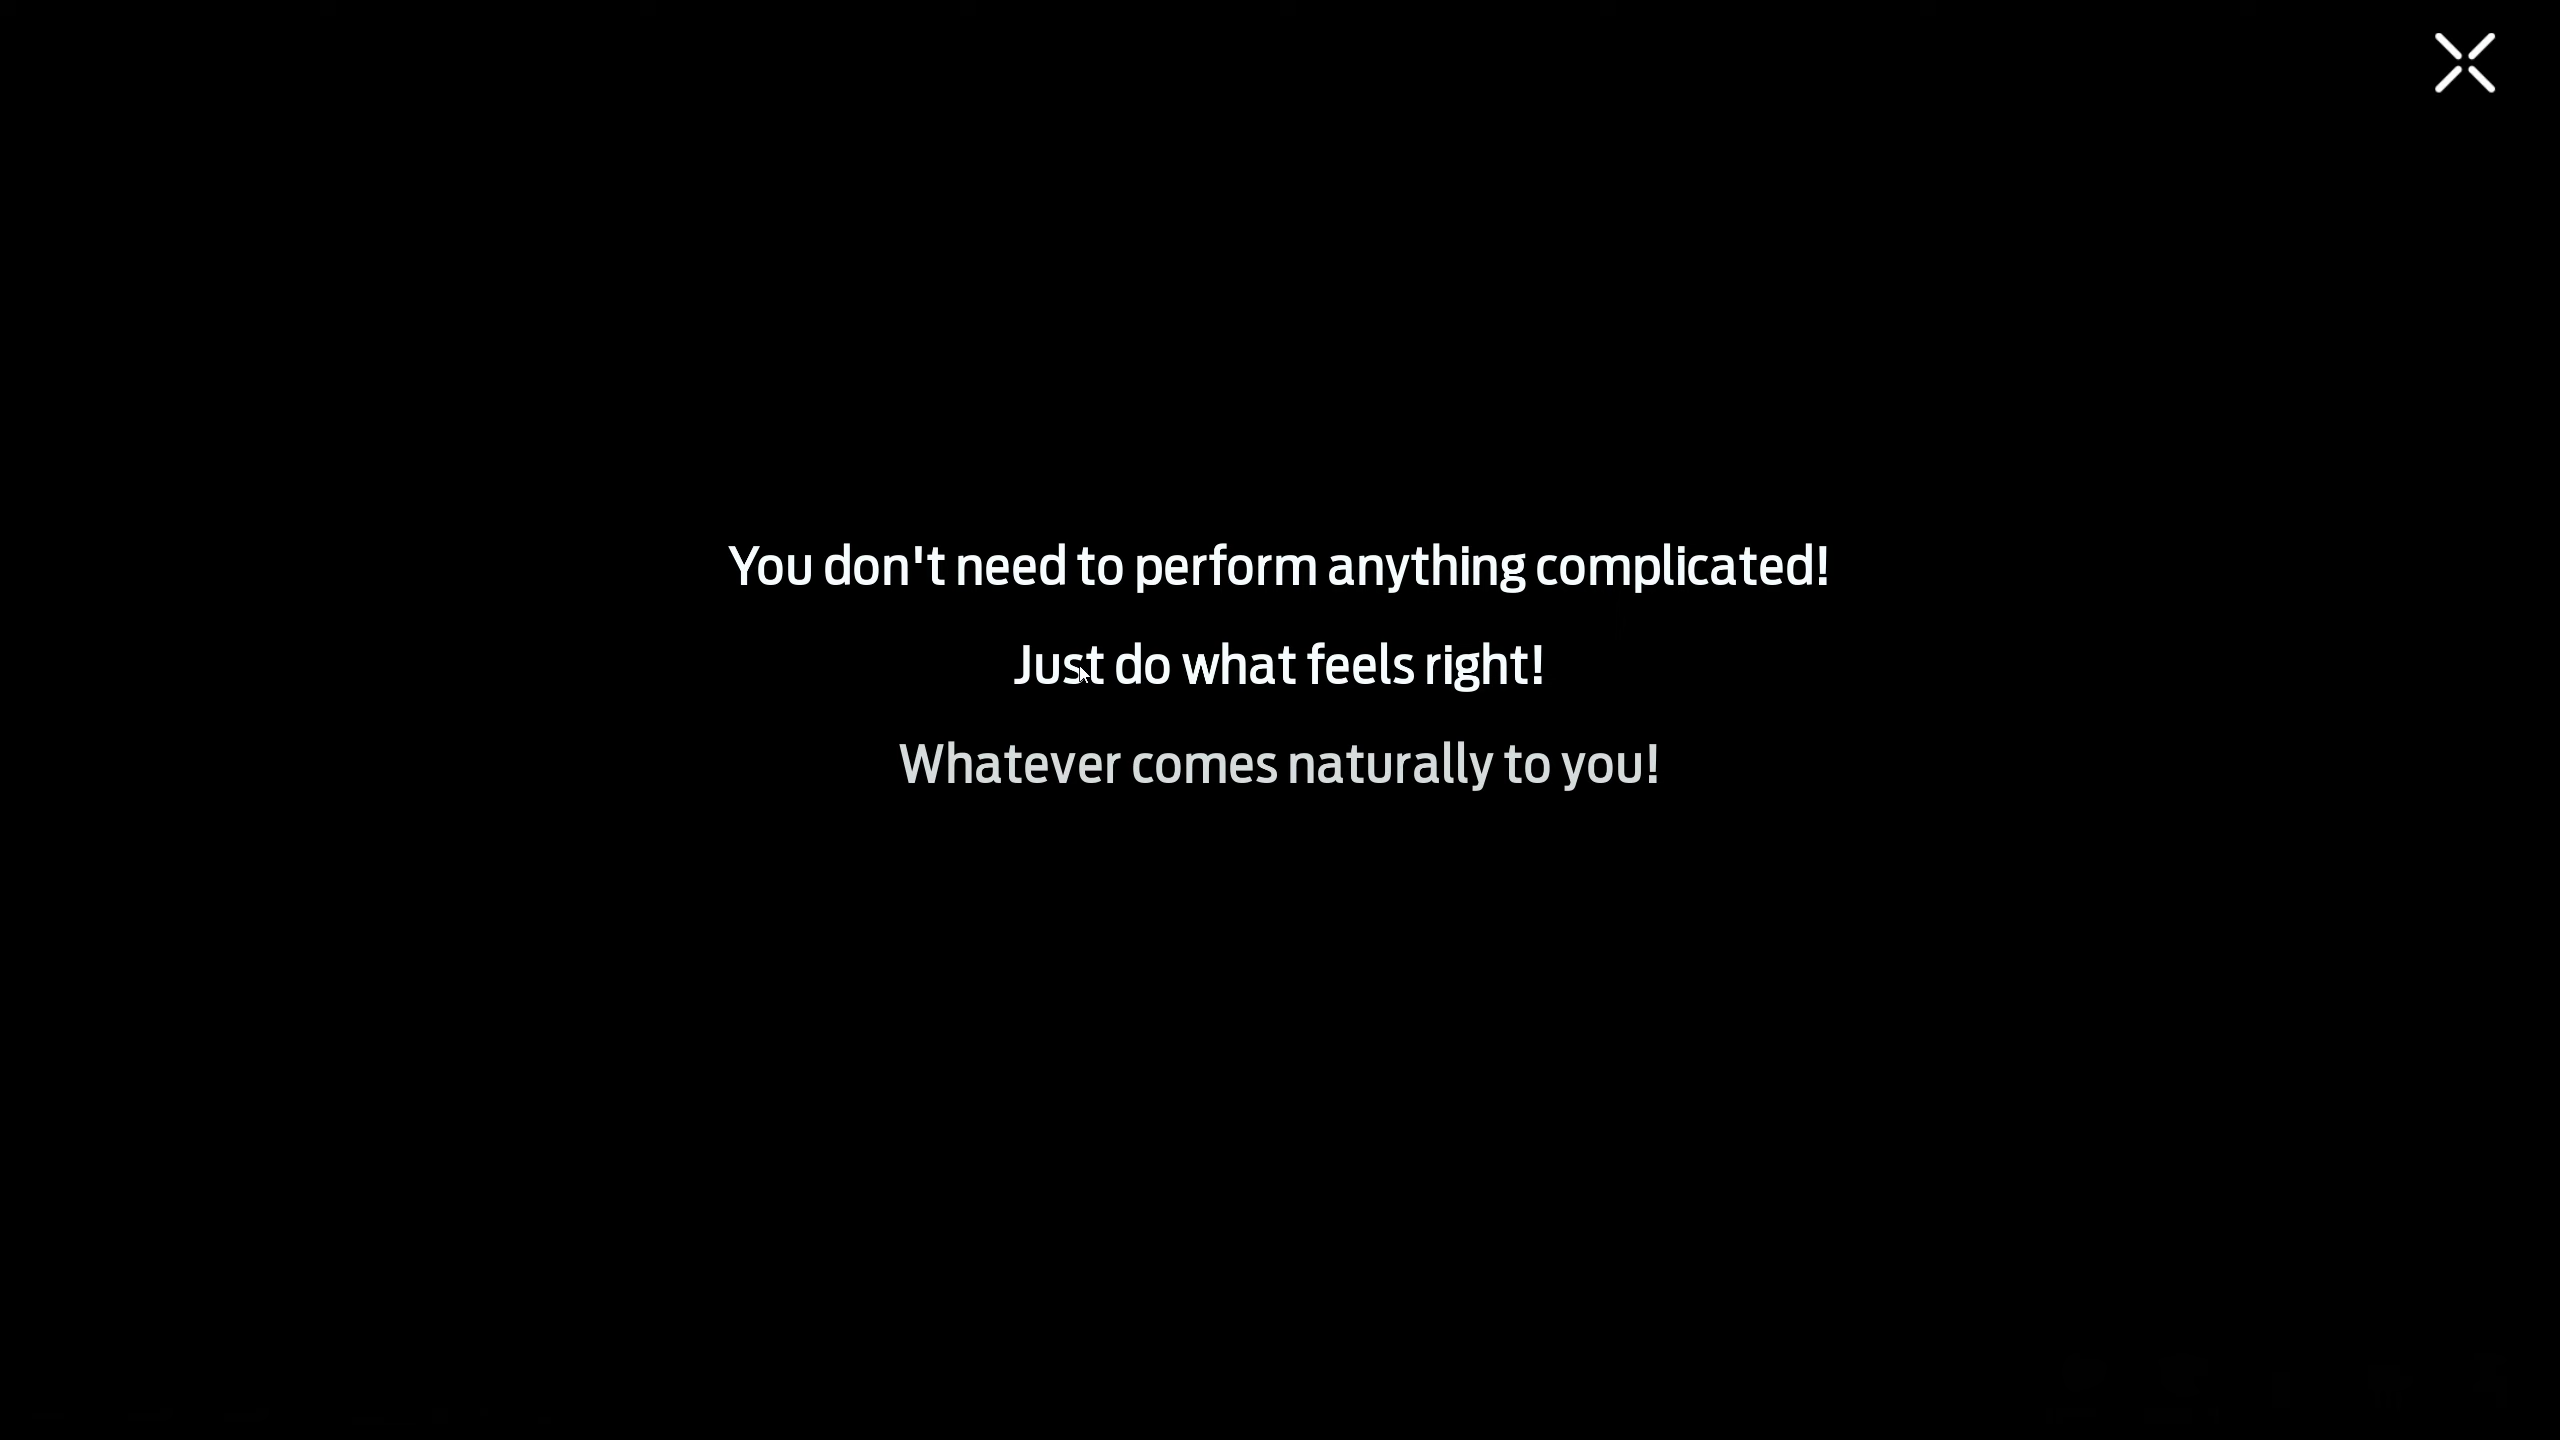 You don't need to perform anything complicated!
Just do what feels right!
Whatever comes naturally to you!